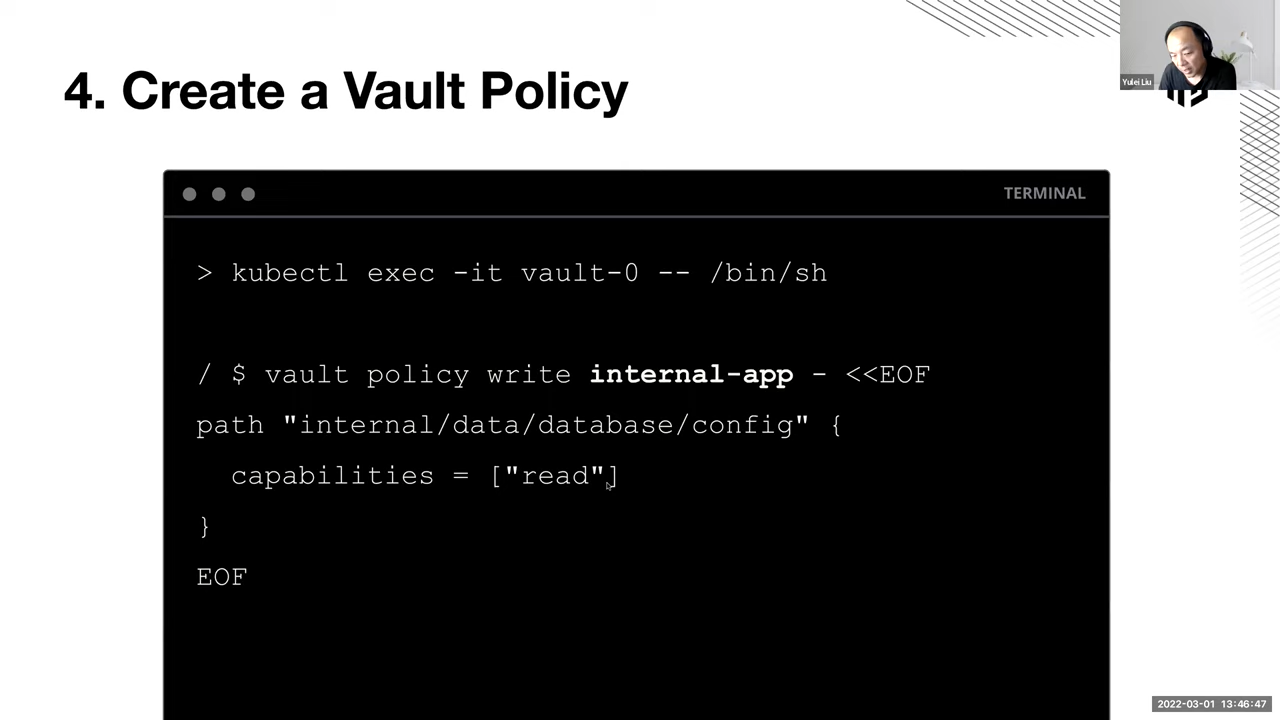 Yulei Liu
4. Create a Vault Policy
TERMINAL
> kubectl exec -it vault-0 -- /bin/sh
/ $ vault policy write internal-app - <<EOF
path "internal/data/database/config" {
  capabilities = ["read"]
}
EOF
2022-03-01 13:46:47